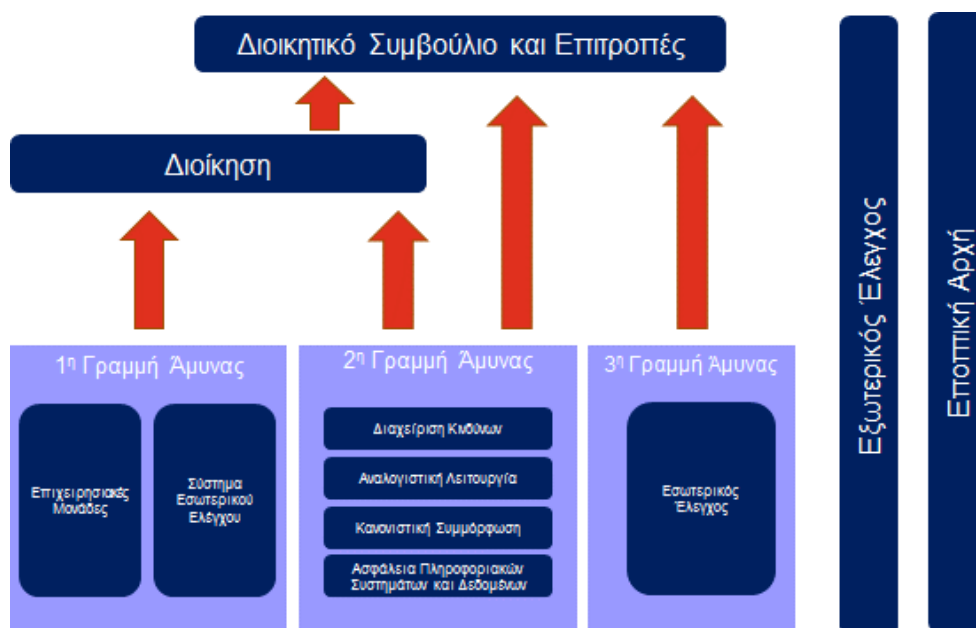 Διοικητικό Συμβούλιο και Επιτροπές
Διοίκηση
1η Γραμμή Άμυνας
Επιχειρησιακές
Μονάδες
Σύστημα
Εσωτερικού
Ελέγχου
2η Γραμμή Άμυνας
Διαχείριση Κινδύνων
Αναλογιστική Λειτουργία
Κανονιστική Συμμόρφωση
Ασφάλεια Πληροφοριακών
Συστημάτων και Δεδομένων
3η Γραμμή Άμυνας
Εσωτερικός
Έλεγχος
Εξωτερικός Έλεγχος
Εποπτική Αρχή